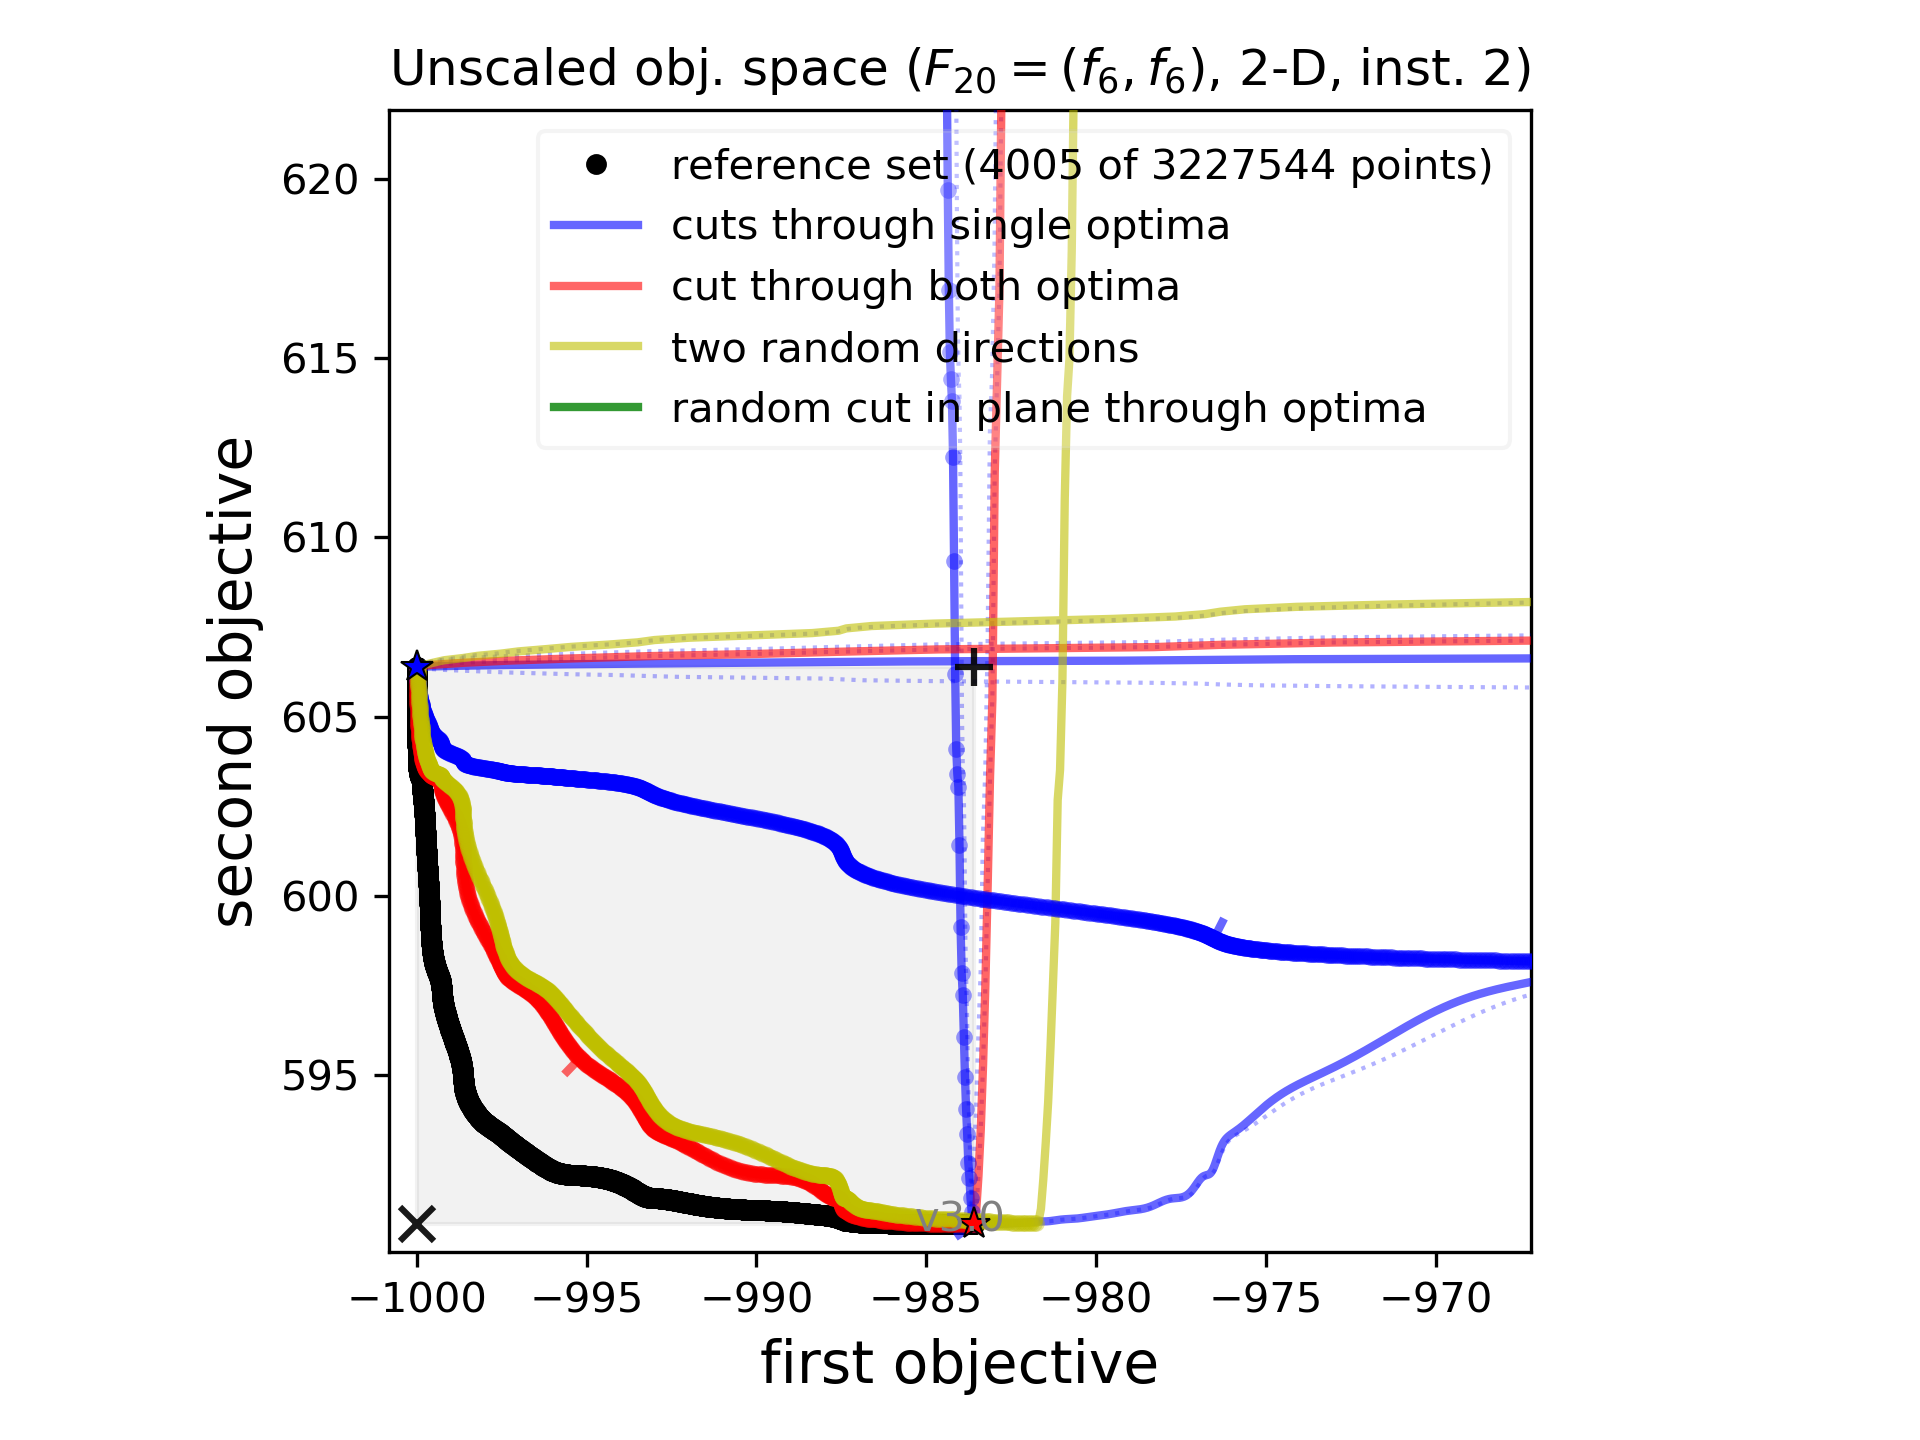 Unscaled obj. space (F₂₀ = (f₆, f₆), 2-D, inst. 2)
reference set (4005 of 3227544 points)
cuts through single optima
cut through both optima
two random directions
random cut in plane through optima
620
615
610
605
600
595
second objective
v3.0
−1000 −995 −990 −985 −980 −975 −970
first objective